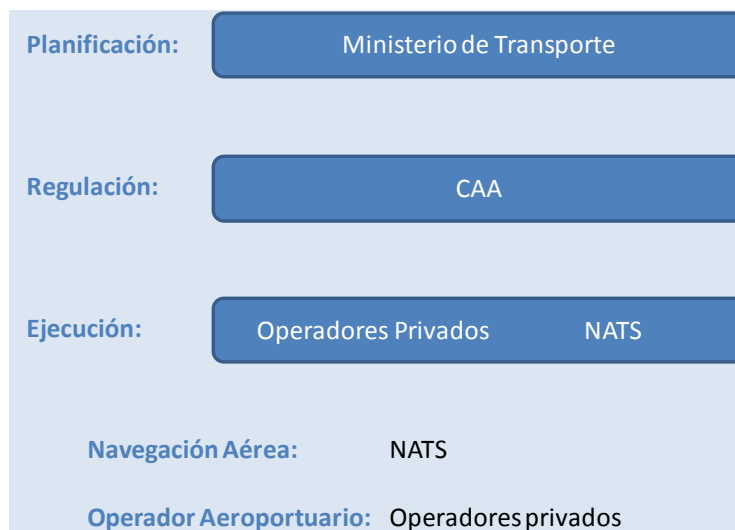 Planificación: Ministerio de Transporte
Regulación: CAA
Ejecución: Operadores Privados NATS
Navegación Aérea: NATS
Operador Aeroportuario: Operadores privados